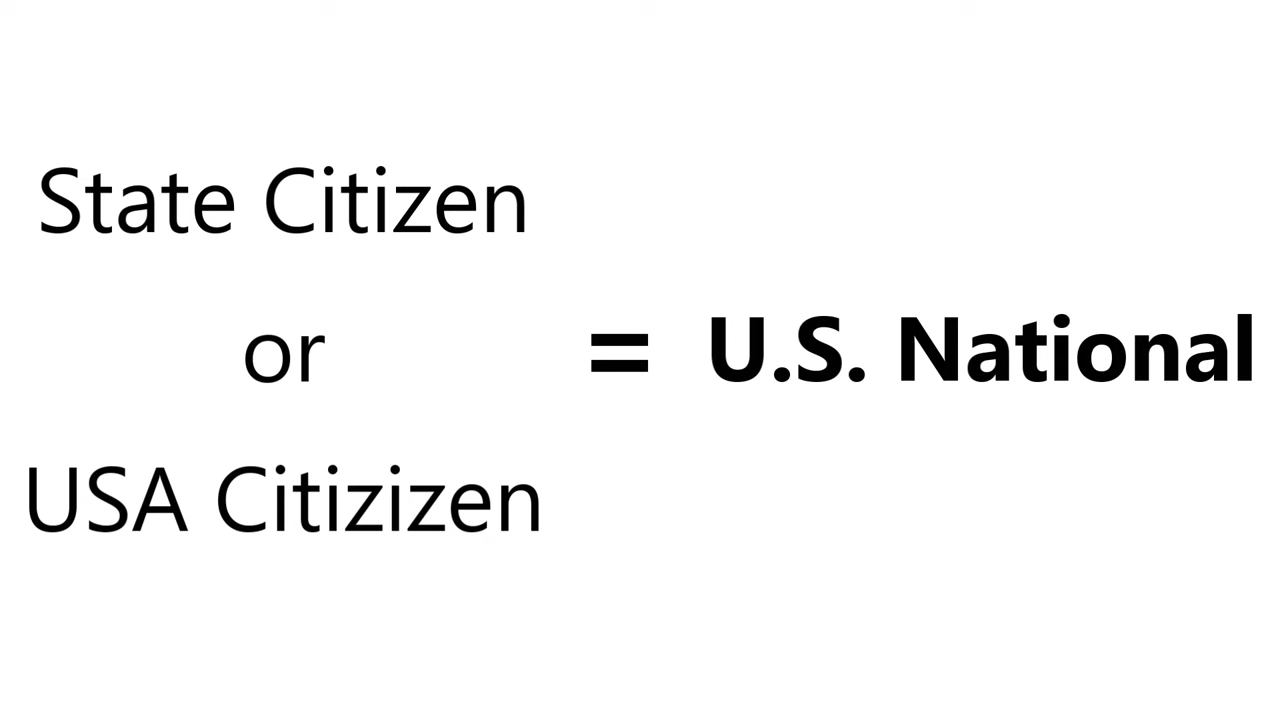 State Citizen
or
= U.S. National
USA Citizizen